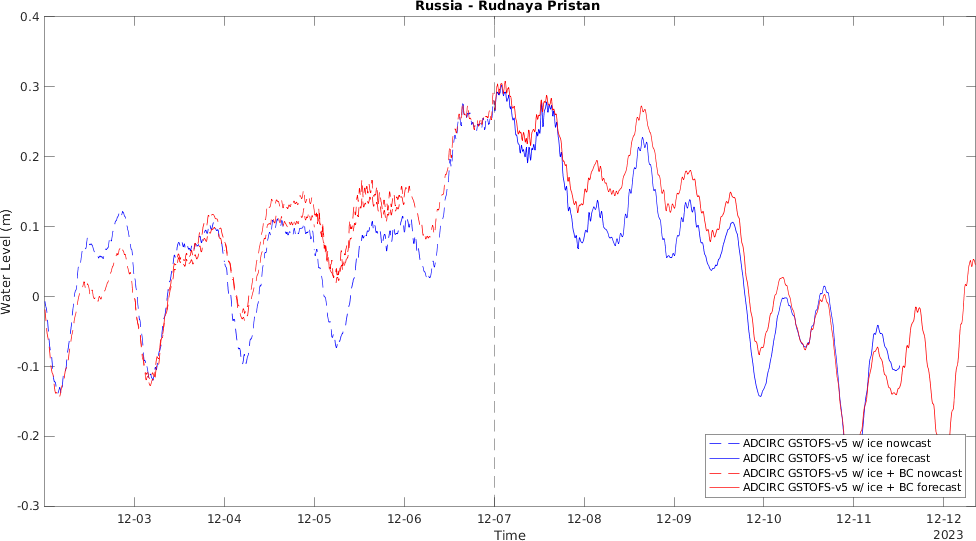 Russia - Rudnaya Pristan
0.4
0.3
0.2
0.1
0
-0.1
-0.2
-0.3
Water Level (m)
ADCIRC GSTOFS-v5 w/ ice nowcast
ADCIRC GSTOFS-v5 w/ ice forecast
ADCIRC GSTOFS-v5 w/ ice + BC nowcast
ADCIRC GSTOFS-v5 w/ ice + BC forecast
12-03 12-04 12-05 12-06 12-07 12-08 12-09 12-10 12-11 12-12
Time 2023